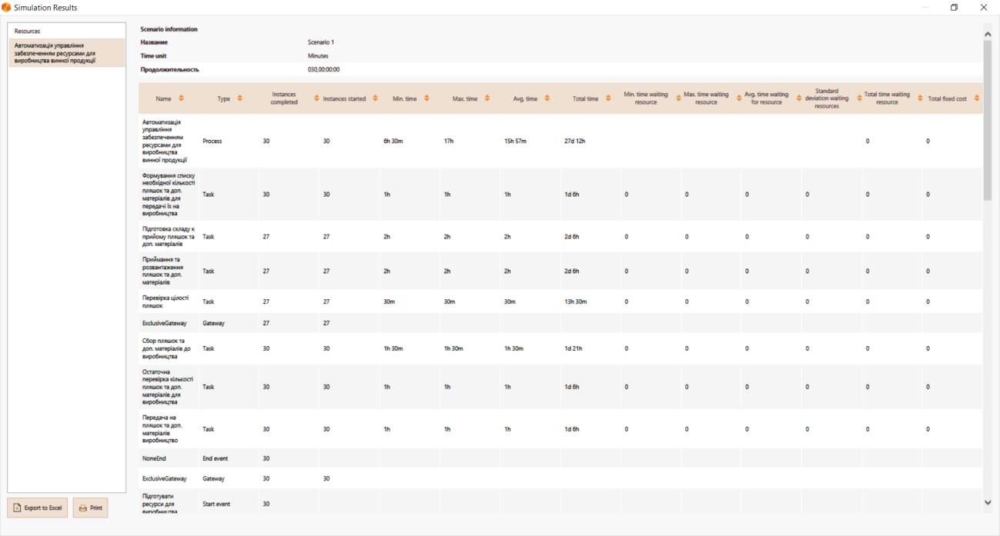 Simulation Results
Resources
Автоматизація управління
забезпеченням ресурсами для
виробництва винної продукції
Export to Excel
Print
Scenario information
Название Scenario 1
Time unit Minutes
Продолжительность 030,00:00:00
Name Type Instances completed Instances started Min. time Max. time Avg. time Total time Min. time waiting resource Max. time waiting resource Avg. time waiting for resource Standard deviation waiting resources Total time waiting resource Total fixed cost
Автоматизація
управління
забезпеченням
ресурсами для
виробництва
винної продукції
Process 30 30 6h 30m 17h 15h 57m 27d 12h 0 0
Формування списку
необхідної кількості
пляшок та доп.
матеріалів для
передачі їх на
виробництва
Task 30 30 1h 1h 1h 1d 6h 0 0 0 0 0 0
Підготовка складу к
прийому пляшок та
доп. матеріалів
Task 27 27 2h 2h 2h 2d 6h 0 0 0 0 0 0
Приймання та
розвантаження
пляшок та доп.
матеріалів
Task 27 27 2h 2h 2h 2d 6h 0 0 0 0 0 0
Перевірка цілості
пляшок
Task 27 27 30m 30m 30m 13h 30m 0 0 0 0 0 0
ExclusiveGateway Gateway 27 27
Сбор пляшок та
доп. матеріалів до
виробництва
Task 30 30 1h 30m 1h 30m 1h 30m 1d 21h 0 0 0 0 0 0
Остаточна
перевірка кількості
пляшок та доп.
матеріалів для
виробництва
Task 30 30 1h 1h 1h 1d 6h 0 0 0 0 0 0
Передача на
пляшок та доп.
матеріалів
виробництво
Task 30 30 1h 1h 1h 1d 6h 0 0 0 0 0 0
NoneEnd End event 30
ExclusiveGateway Gateway 30 30
Підготувати
ресурси для
виробництва
Start event 30